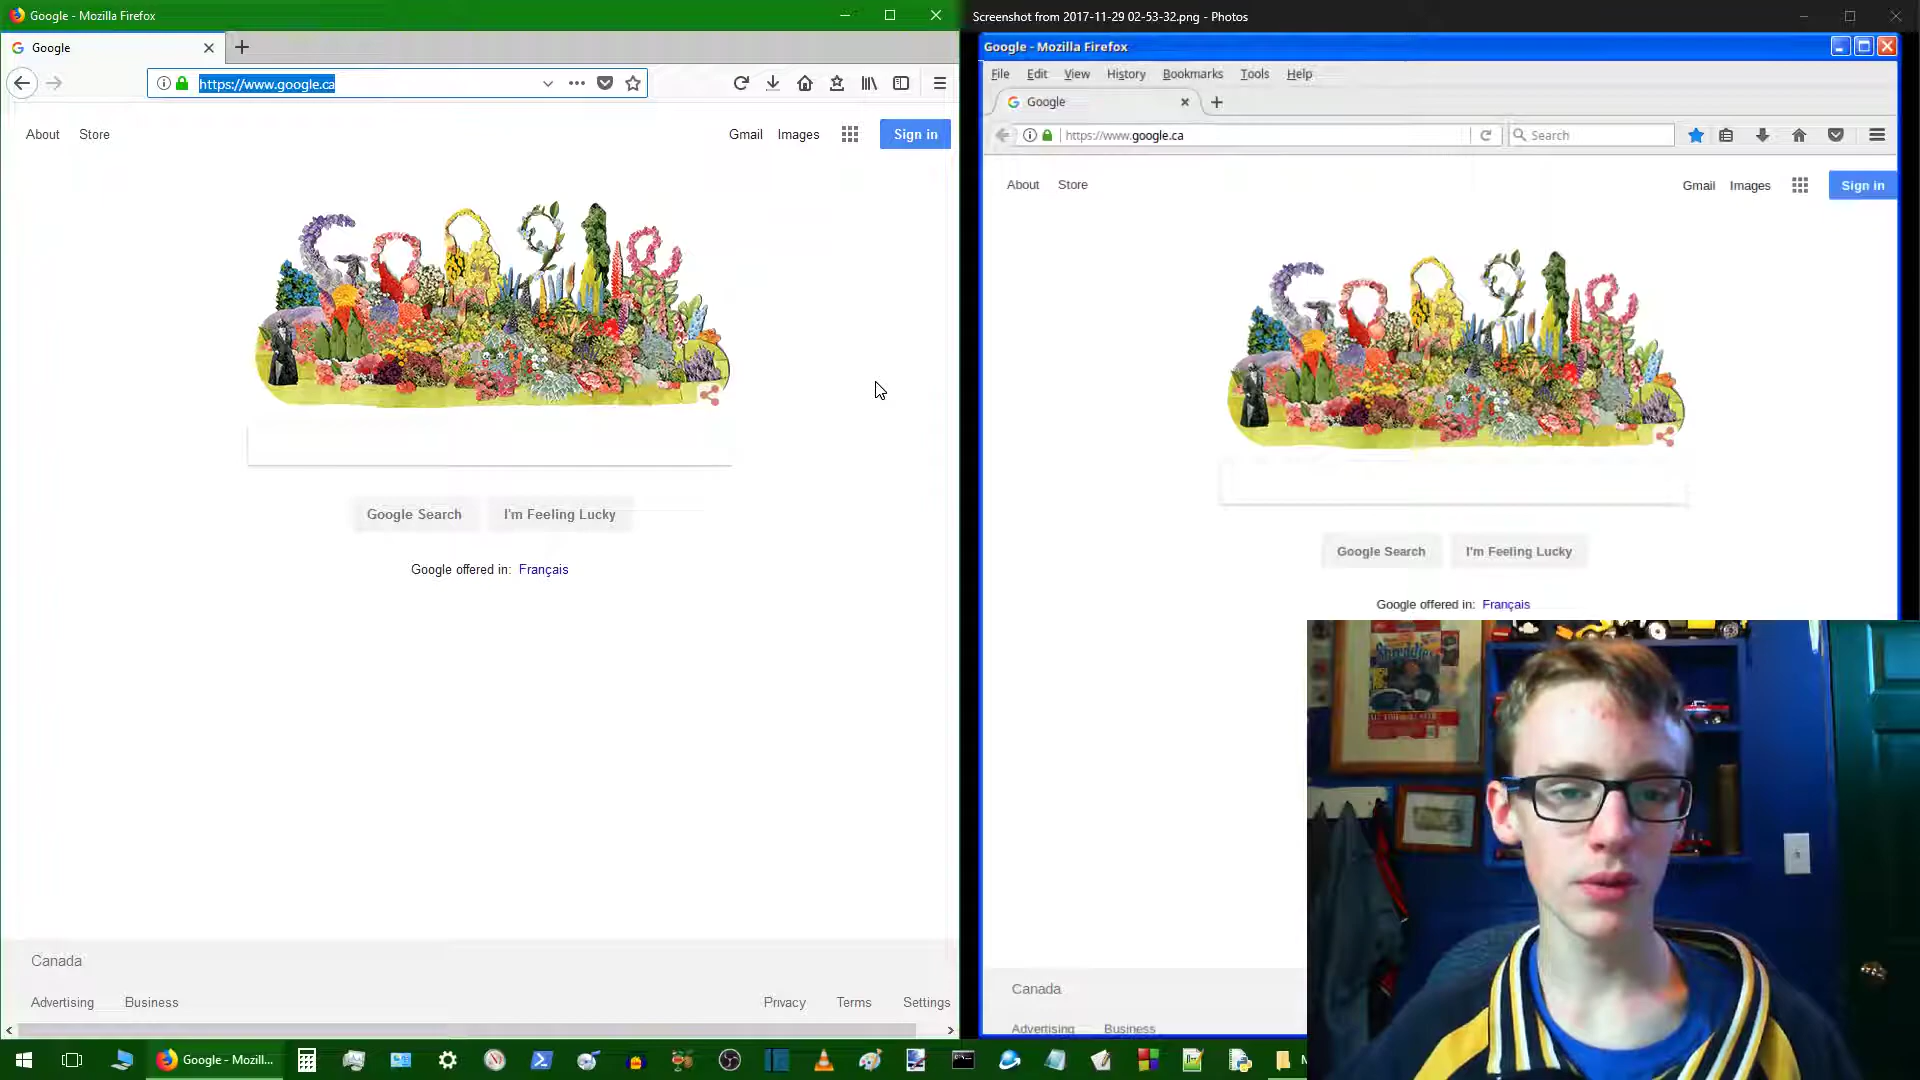 Google - Mozilla Firefox
Google
https://www.google.ca
About Store
Gmail Images Sign in
Google Search I'm Feeling Lucky
Google offered in: Français
Canada
Advertising Business
Privacy Terms Settings
Screenshot from 2017-11-29 02-53-32.png - Photos
Google - Mozilla Firefox
File Edit View History Bookmarks Tools Help
Google
https://www.google.ca
Search
About Store
Gmail Images Sign in
Google Search I'm Feeling Lucky
Google offered in: Français
Canada
Advertising Business
Shreddies
Google - Mozill...